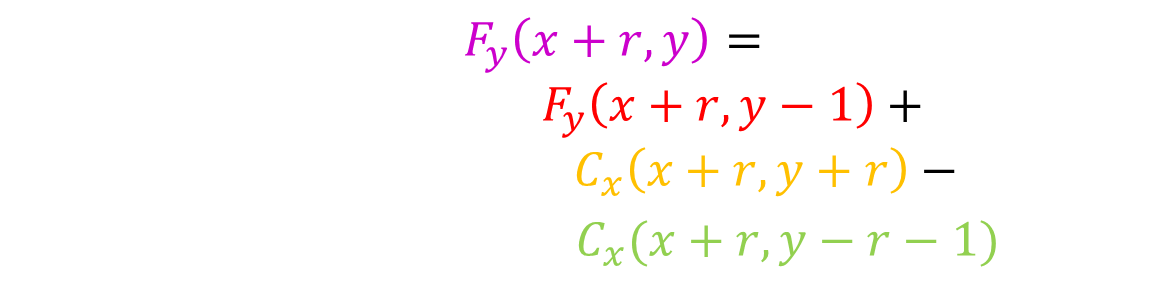 F_y(x + r, y) =
F_y(x + r, y − 1) +
C_x(x + r, y + r) −
C_x(x + r, y − r − 1)